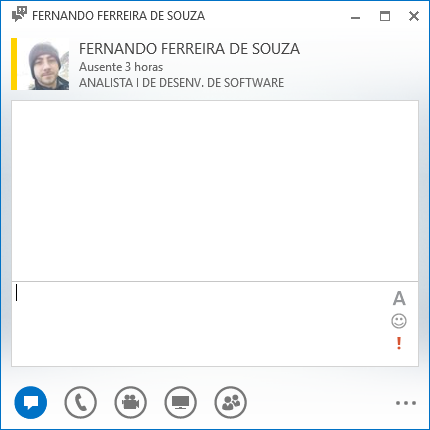 FERNANDO FERREIRA DE SOUZA
FERNANDO FERREIRA DE SOUZA
Ausente 3 horas
ANALISTA I DE DESENV. DE SOFTWARE
A
!